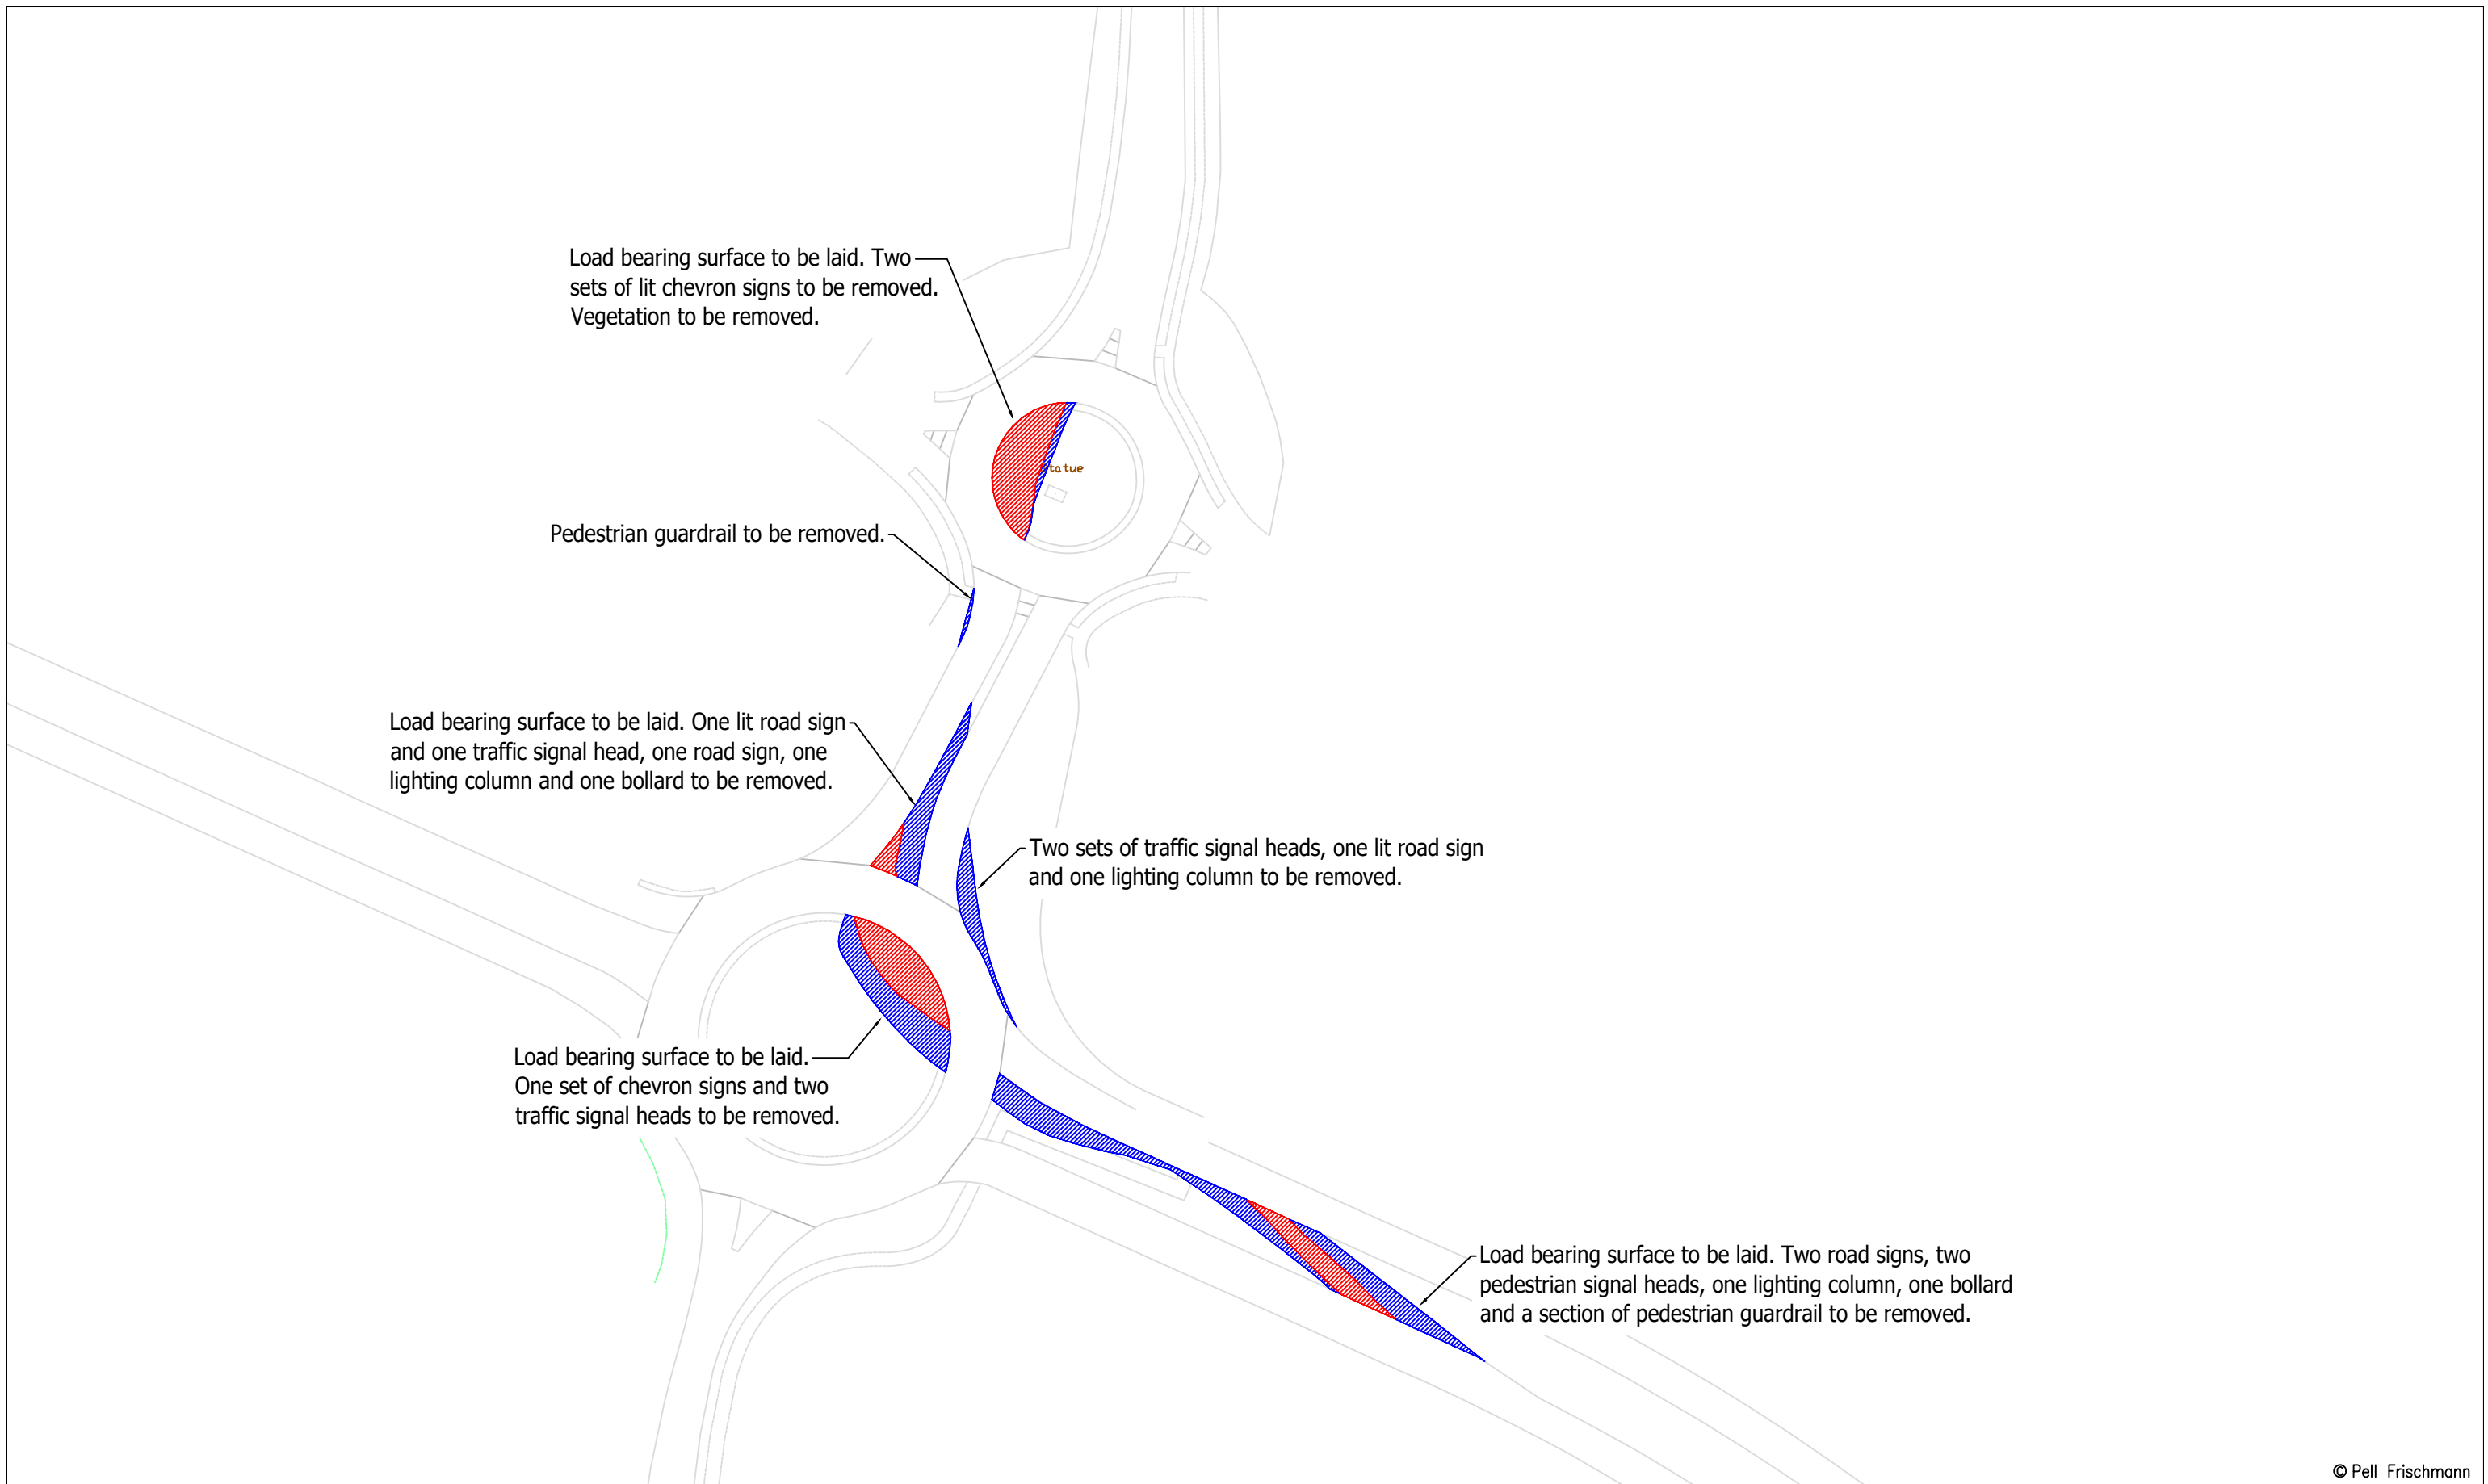 Load bearing surface to be laid. Two
sets of lit chevron signs to be removed.
Vegetation to be removed.
tatue
Pedestrian guardrail to be removed.
Load bearing surface to be laid. One lit road sign
and one traffic signal head, one road sign, one
lighting column and one bollard to be removed.
Two sets of traffic signal heads, one lit road sign
and one lighting column to be removed.
Load bearing surface to be laid.
One set of chevron signs and two
traffic signal heads to be removed.
Load bearing surface to be laid. Two road signs, two
pedestrian signal heads, one lighting column, one bollard
and a section of pedestrian guardrail to be removed.
© Pell Frischmann